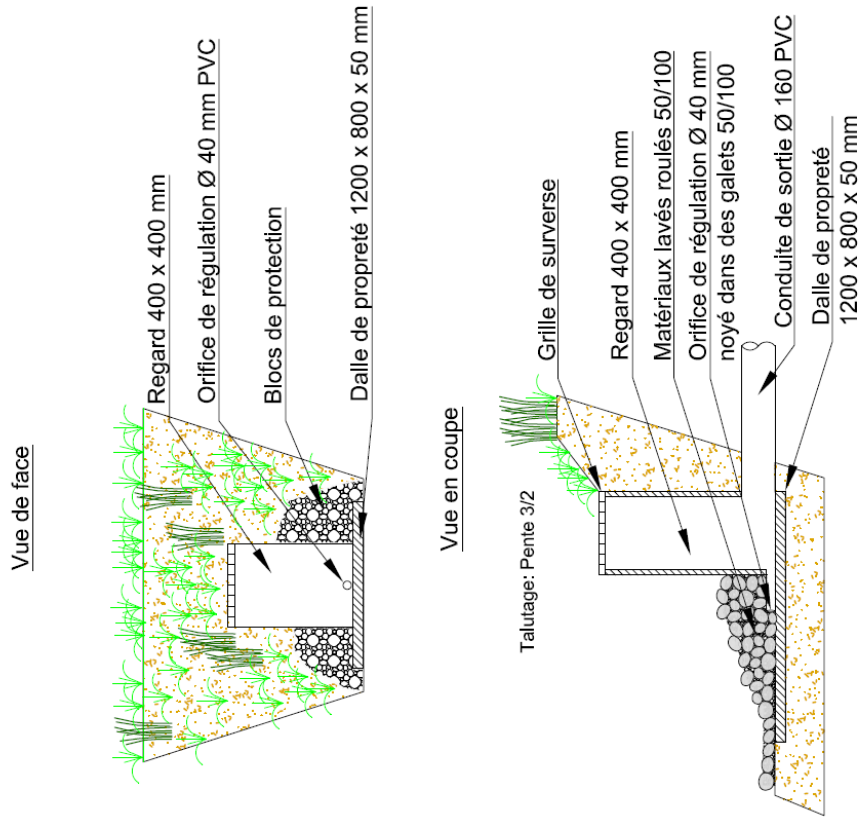 Vue de face
Regard 400 x 400 mm
Orifice de régulation Ø 40 mm PVC
Blocs de protection
Dalle de propreté 1200 x 800 x 50 mm
Vue en coupe
Talutage: Pente 3/2
Grille de surverse
Regard 400 x 400 mm
Matériaux lavés roulés 50/100
Orifice de régulation Ø 40 mm
noyé dans des galets 50/100
Conduite de sortie Ø 160 PVC
Dalle de propreté
1200 x 800 x 50 mm